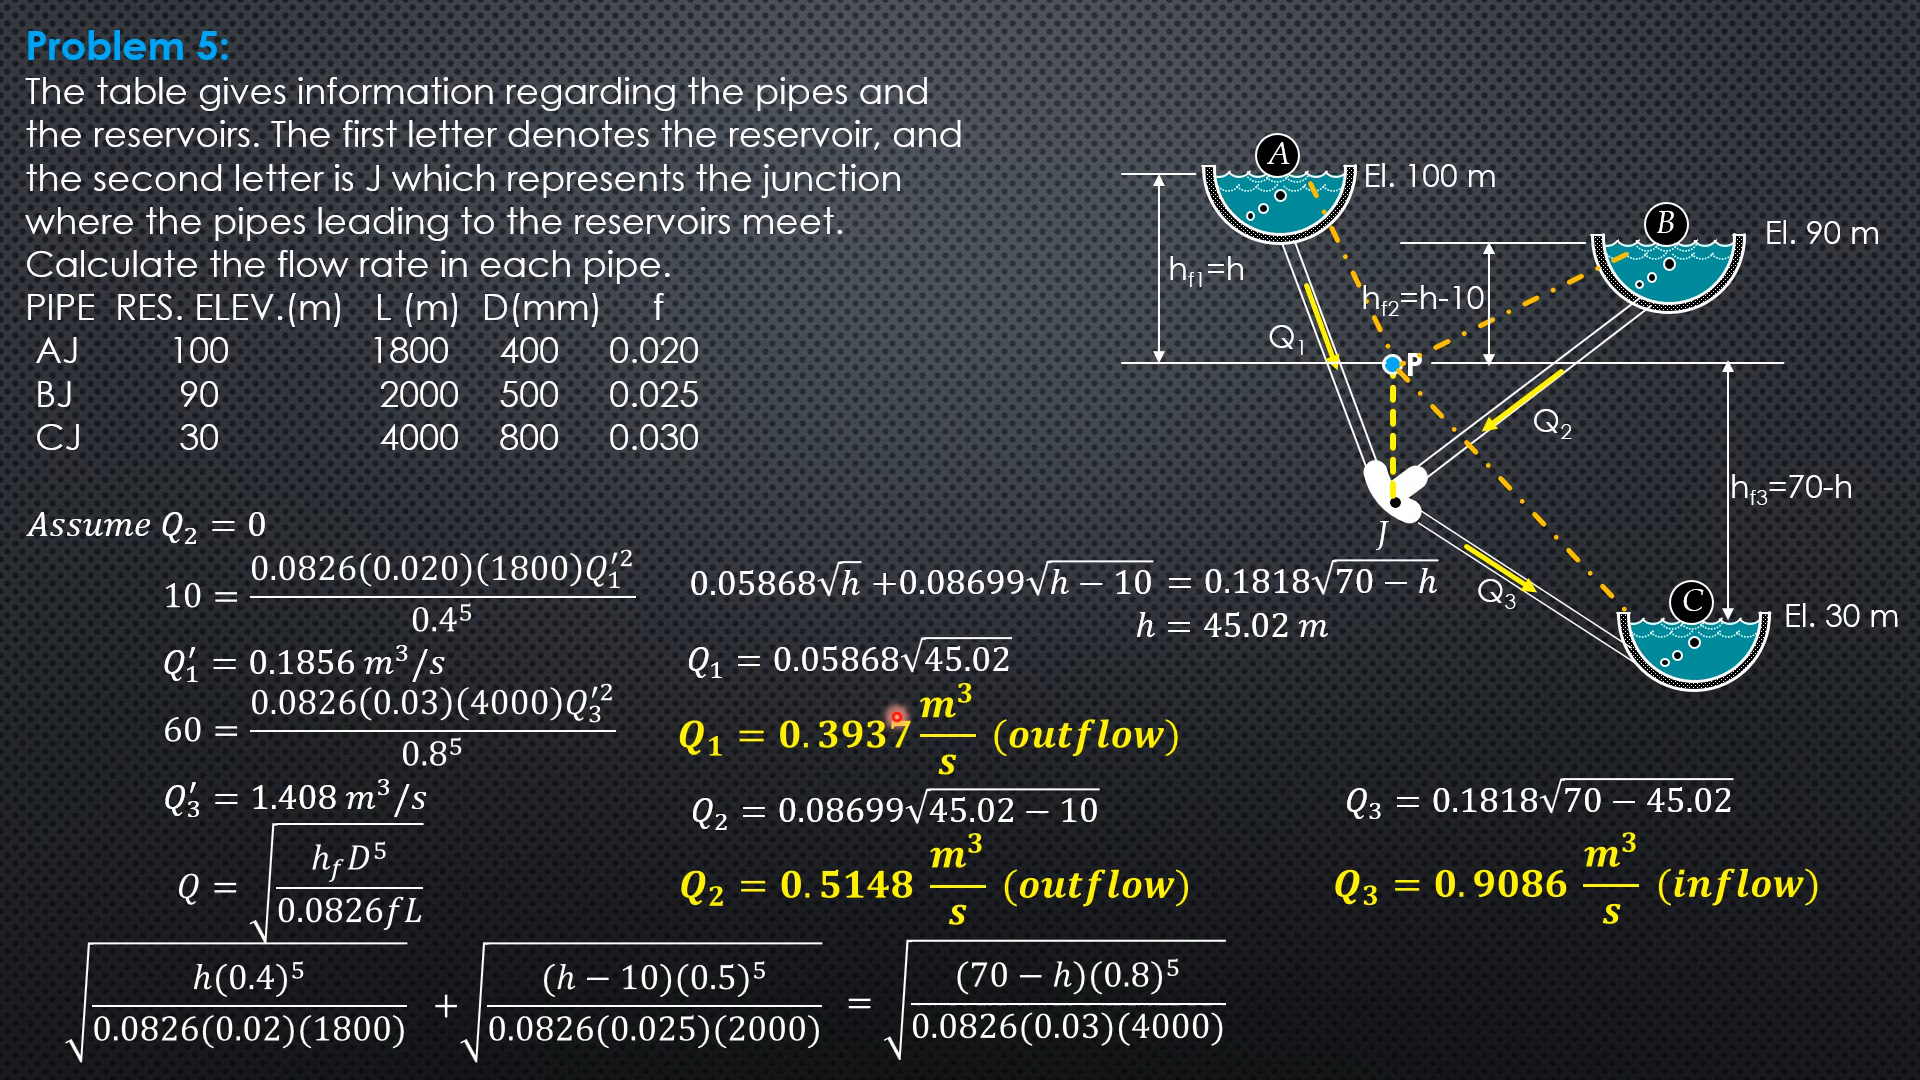 Problem 5:
The table gives information regarding the pipes and
the reservoirs. The first letter denotes the reservoir, and
the second letter is J which represents the junction
where the pipes leading to the reservoirs meet.
Calculate the flow rate in each pipe.
PIPE RES. ELEV.(m) L (m) D(mm) f
AJ 100 1800 400 0.020
BJ 90 2000 500 0.025
CJ 30 4000 800 0.030
Assume Q₂ = 0
10 = 0.0826(0.020)(1800)Q₁′² / 0.4⁵
Q₁′ = 0.1856 m³/s
60 = 0.0826(0.03)(4000)Q₃′² / 0.8⁵
Q₃′ = 1.408 m³/s
Q = √(h_f D⁵ / 0.0826fL)
√(h(0.4)⁵ / 0.0826(0.02)(1800)) + √((h − 10)(0.5)⁵ / 0.0826(0.025)(2000)) = √((70 − h)(0.8)⁵ / 0.0826(0.03)(4000))
0.05868√h +0.08699√(h − 10) = 0.1818√(70 − h)
h = 45.02 m
Q₁ = 0.05868√45.02
Q₁ = 0.3937 m³/s (outflow)
Q₂ = 0.08699√(45.02 − 10)
Q₂ = 0.5148 m³/s (outflow)
Q₃ = 0.1818√(70 − 45.02)
Q₃ = 0.9086 m³/s (inflow)
A
El. 100 m
B
El. 90 m
h_f1=h
h_f2=h-10
Q₁
P
Q₂
h_f3=70-h
J
Q₃
C
El. 30 m